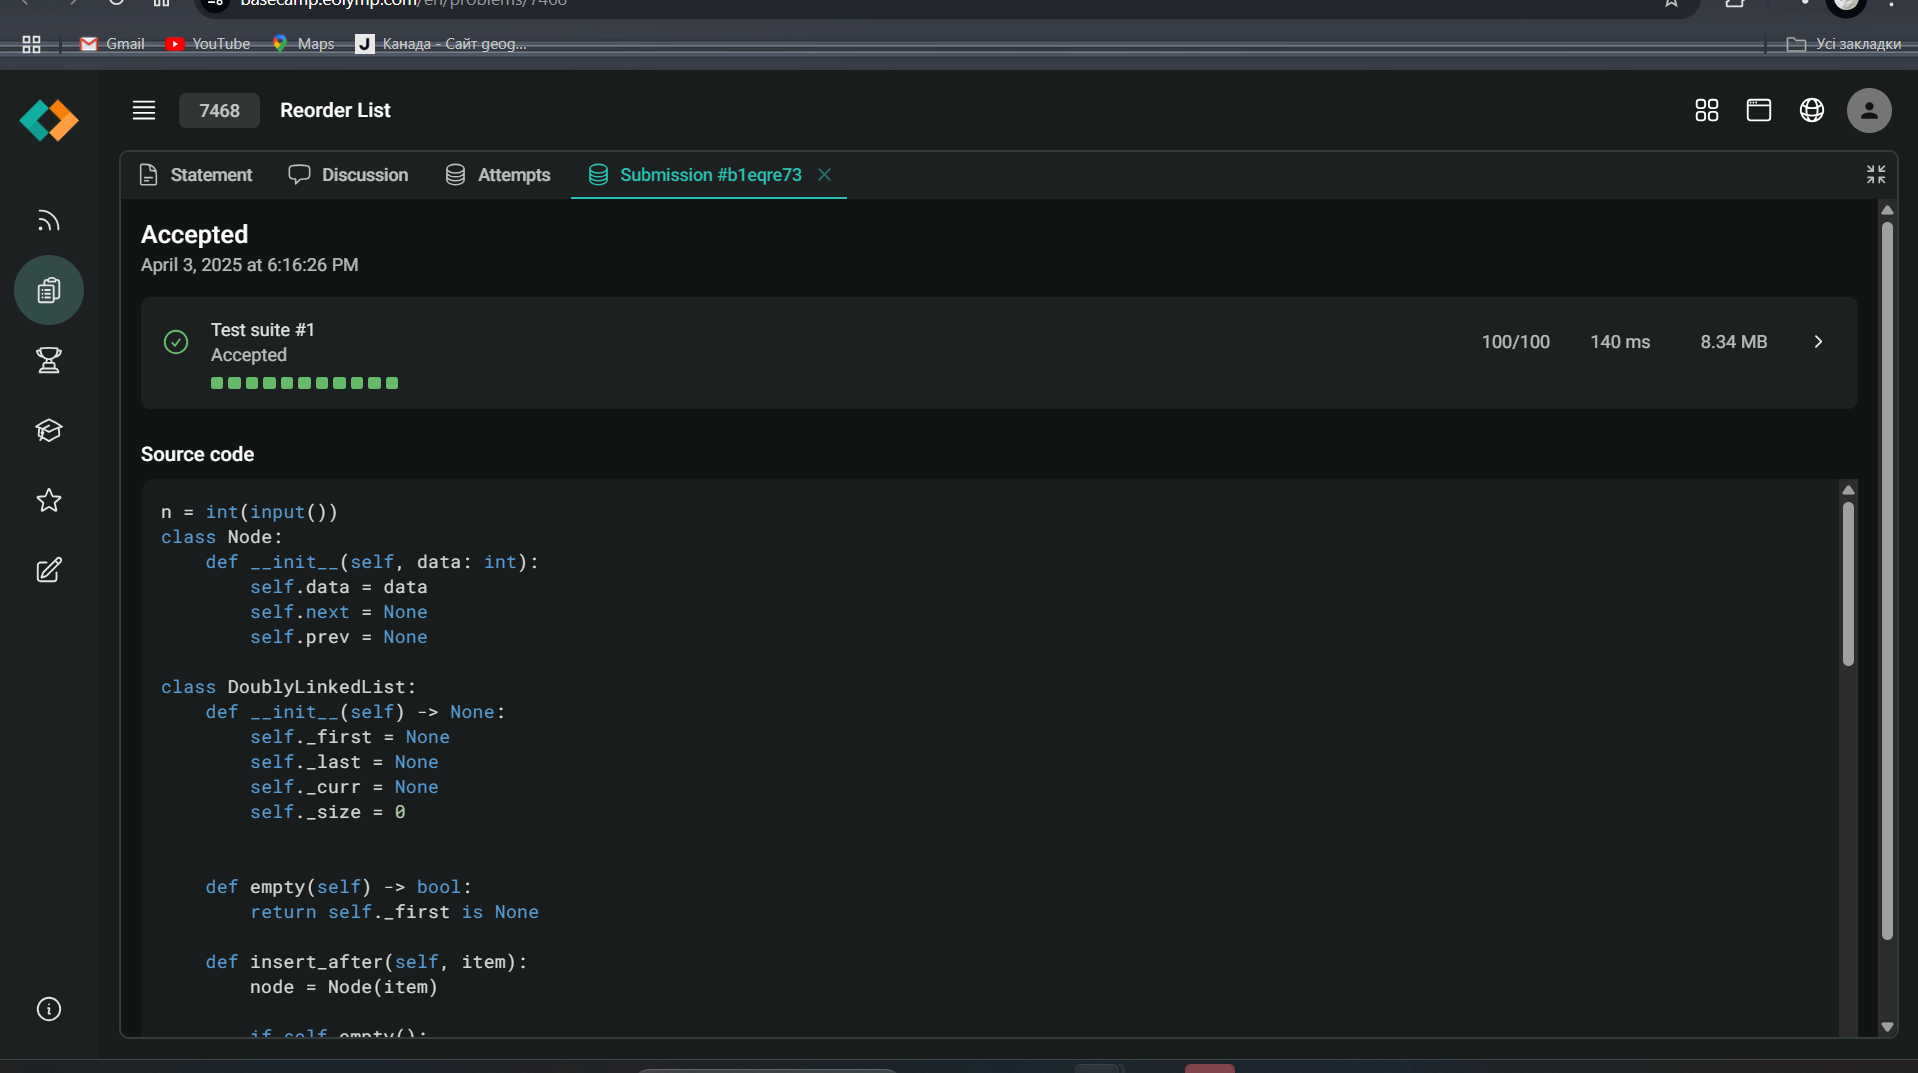 basecamp.eolymp.com/en/problems/7468
Gmail YouTube Maps Канада - Сайт geog... Усі закладки
7468 Reorder List
Statement Discussion Attempts Submission #b1eqre73
Accepted
April 3, 2025 at 6:16:26 PM
Test suite #1
Accepted
100/100 140 ms 8.34 MB
Source code
n = int(input())
class Node:
    def __init__(self, data: int):
        self.data = data
        self.next = None
        self.prev = None
class DoublyLinkedList:
    def __init__(self) -> None:
        self._first = None
        self._last = None
        self._curr = None
        self._size = 0
    def empty(self) -> bool:
        return self._first is None
    def insert_after(self, item):
        node = Node(item)
        if self.empty():